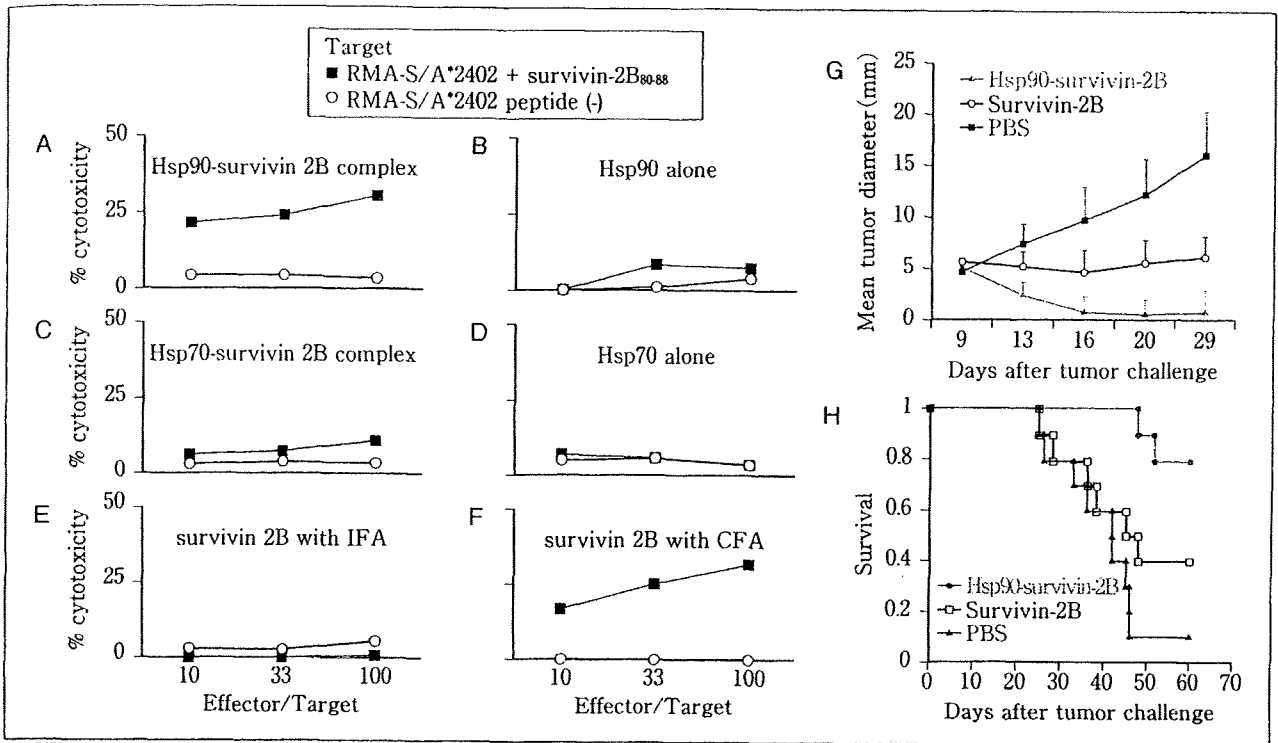 Target
■ RMA-S/A*2402 + survivin-2B80-88
○ RMA-S/A*2402 peptide (-)
A
50
25
0
% cytotoxicity
Hsp90-survivin 2B complex
B
Hsp90 alone
C
50
25
0
% cytotoxicity
Hsp70-survivin 2B complex
D
Hsp70 alone
E
50
25
0
% cytotoxicity
survivin 2B with IFA
10
33
100
Effector/Target
F
survivin 2B with CFA
10
33
100
Effector/Target
G
25
20
15
10
5
0
Mean tumor diameter(mm)
Hsp90-survivin-2B
Survivin-2B
PBS
9
13
16
20
29
Days after tumor challenge
H
1
0.8
0.6
0.4
0.2
0
Survival
Hsp90-survivin-2B
Survivin-2B
PBS
0
10
20
30
40
50
60
70
Days after tumor challenge